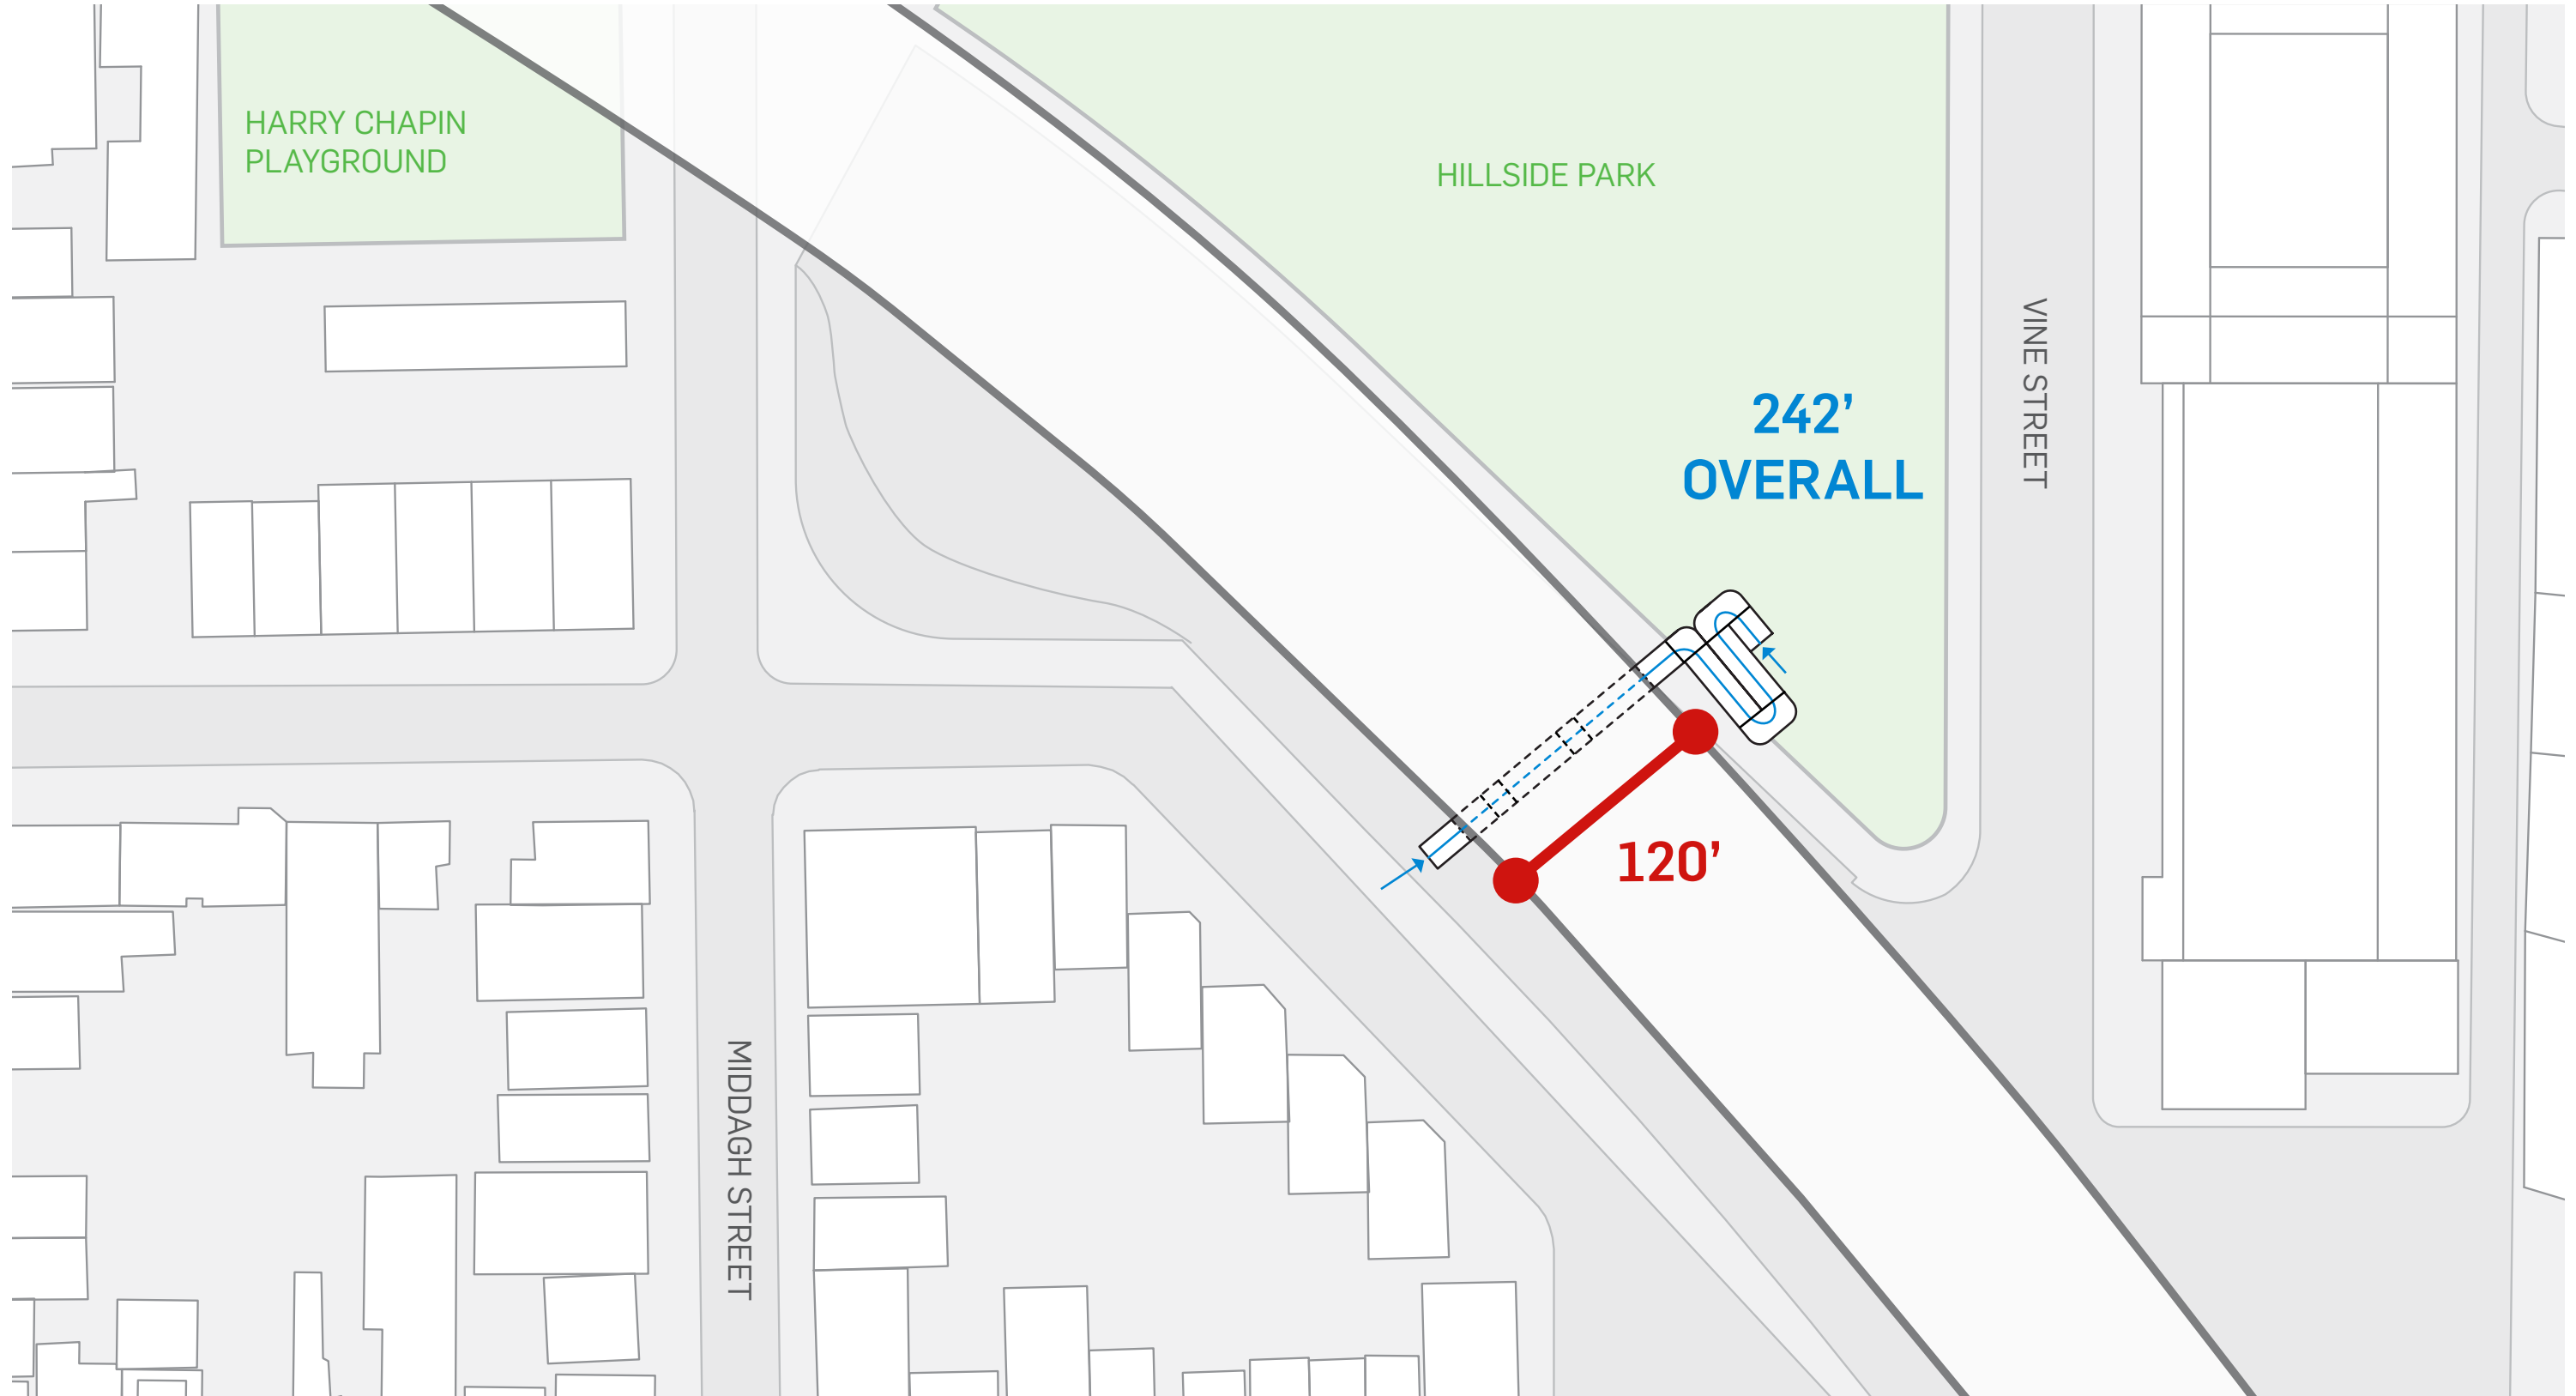 HARRY CHAPIN
PLAYGROUND
HILLSIDE PARK
VINE STREET
242’
OVERALL
120’
MIDDAGH STREET